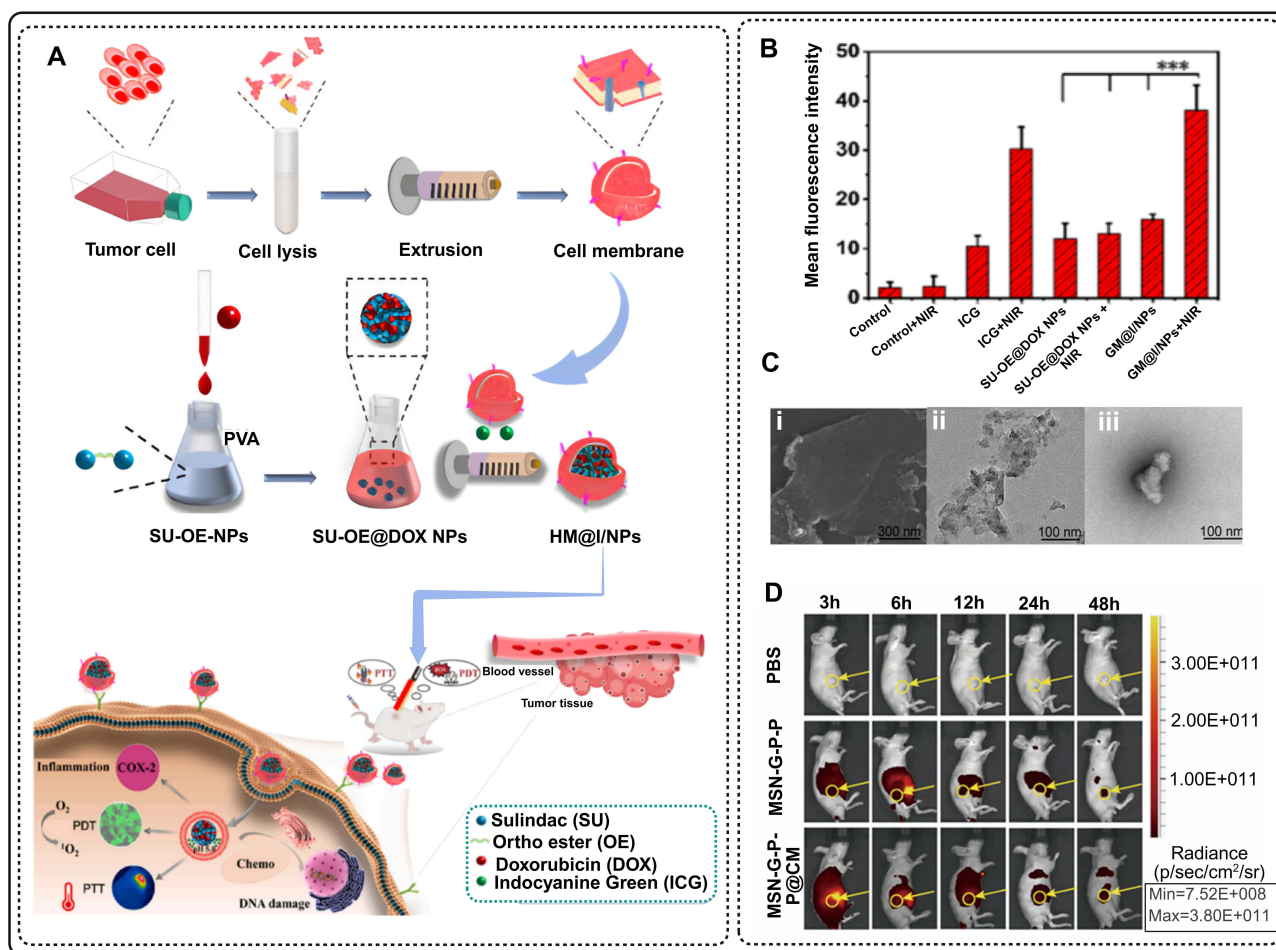 A
Tumor cell
Cell lysis
Extrusion
Cell membrane
PVA
SU-OE-NPs
SU-OE@DOX NPs
HM@I/NPs
PTT
PDT
Blood vessel
Tumor tissue
Inflammation
COX-2
O₂
PDT
¹O₂
PTT
Chemo
DNA damage
Sulindac (SU)
Ortho ester (OE)
Doxorubicin (DOX)
Indocyanine Green (ICG)
B
Mean fluorescence intensity
50
40
30
20
10
0
***
Control
Control+NIR
ICG
ICG+NIR
SU-OE@DOX NPs
SU-OE@DOX NPs +
NIR
GM@I/NPs
GM@I/NPs+NIR
C
i
ii
iii
300 nm
100 nm
100 nm
D
3h
6h
12h
24h
48h
PBS
MSN-G-P-P
MSN-G-P-
P@CM
3.00E+011
2.00E+011
1.00E+011
Radiance
(p/sec/cm²/sr)
Min=7.52E+008
Max=3.80E+011